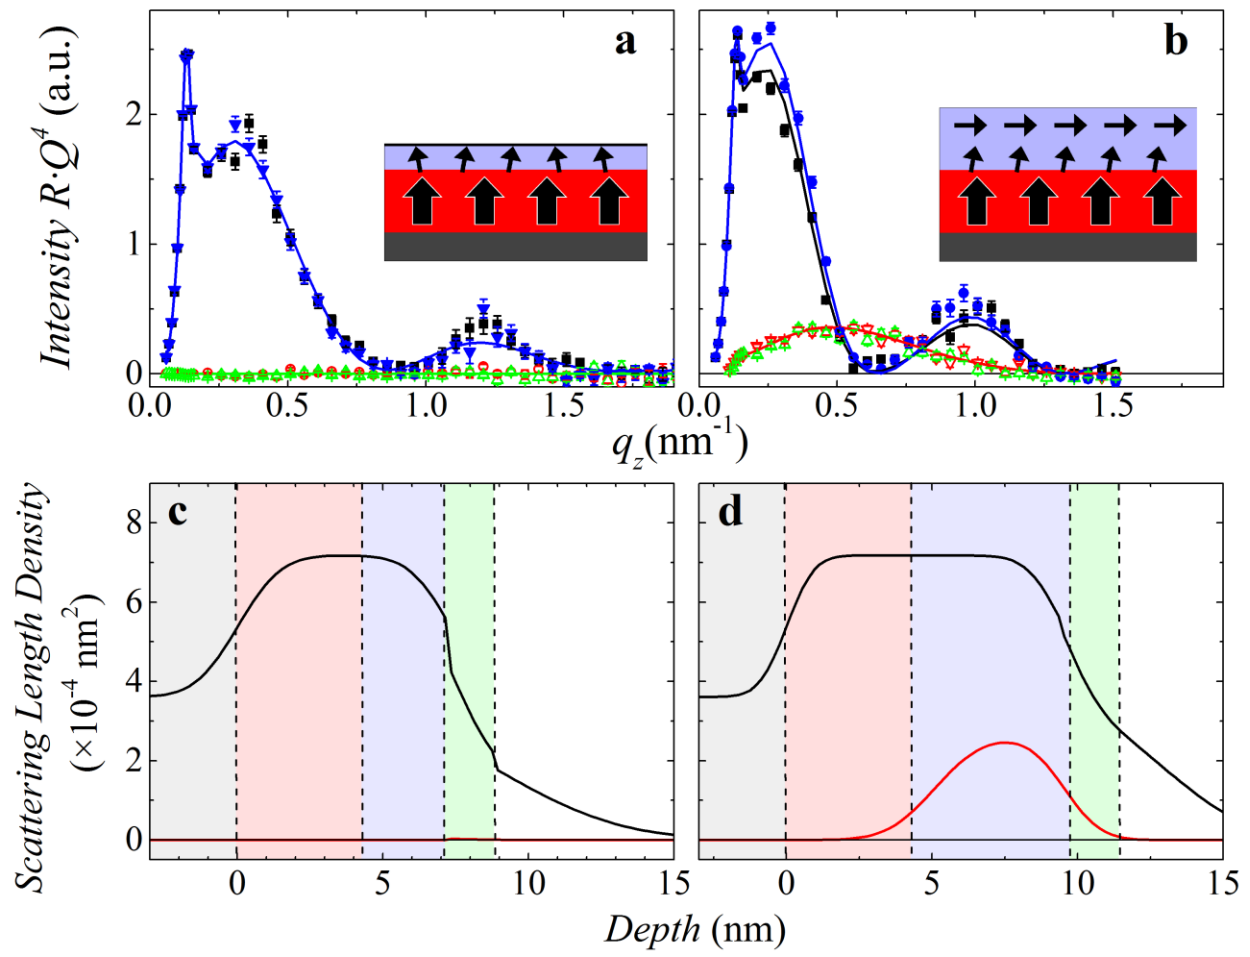 a
b
Intensity R·Q⁴ (a.u.)
2
1
0
0.0 0.5 1.0 1.5
0.0 0.5 1.0 1.5
q_z(nm⁻¹)
c
d
Scattering Length Density
(×10⁻⁴ nm²)
8
6
4
2
0
0 5 10 15
0 5 10 15
Depth (nm)